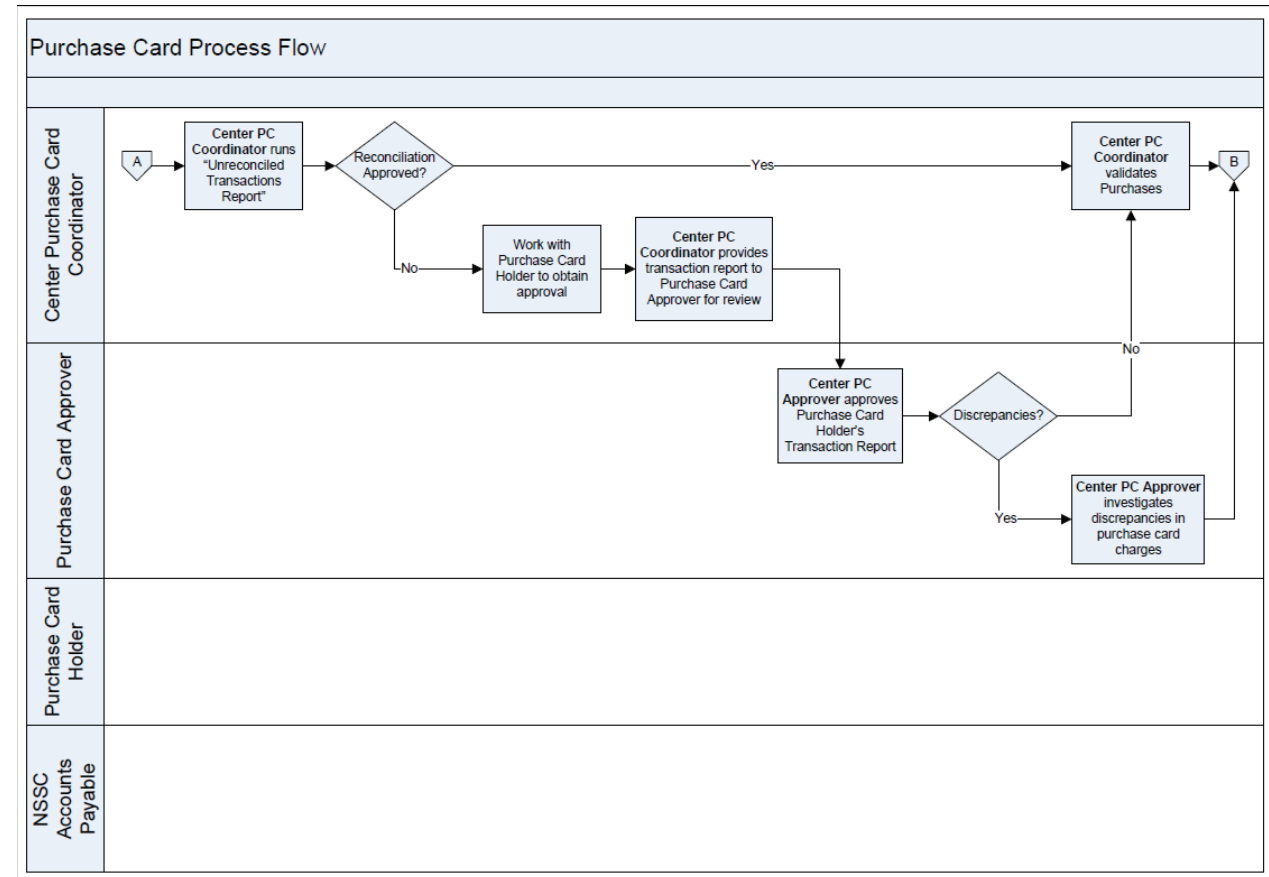 Purchase Card Process Flow
Center Purchase Card
Coordinator
A
Center PC
Coordinator runs
“Unreconciled
Transactions
Report”
Reconciliation
Approved?
Yes
Center PC
Coordinator
validates
Purchases
B
No
Work with
Purchase Card
Holder to obtain
approval
Center PC
Coordinator provides
transaction report to
Purchase Card
Approver for review
Purchase Card Approver
Center PC
Approver approves
Purchase Card
Holder's
Transaction Report
Discrepancies?
No
Yes
Center PC Approver
investigates
discrepancies in
purchase card
charges
Purchase Card
Holder
NSSC
Accounts
Payable